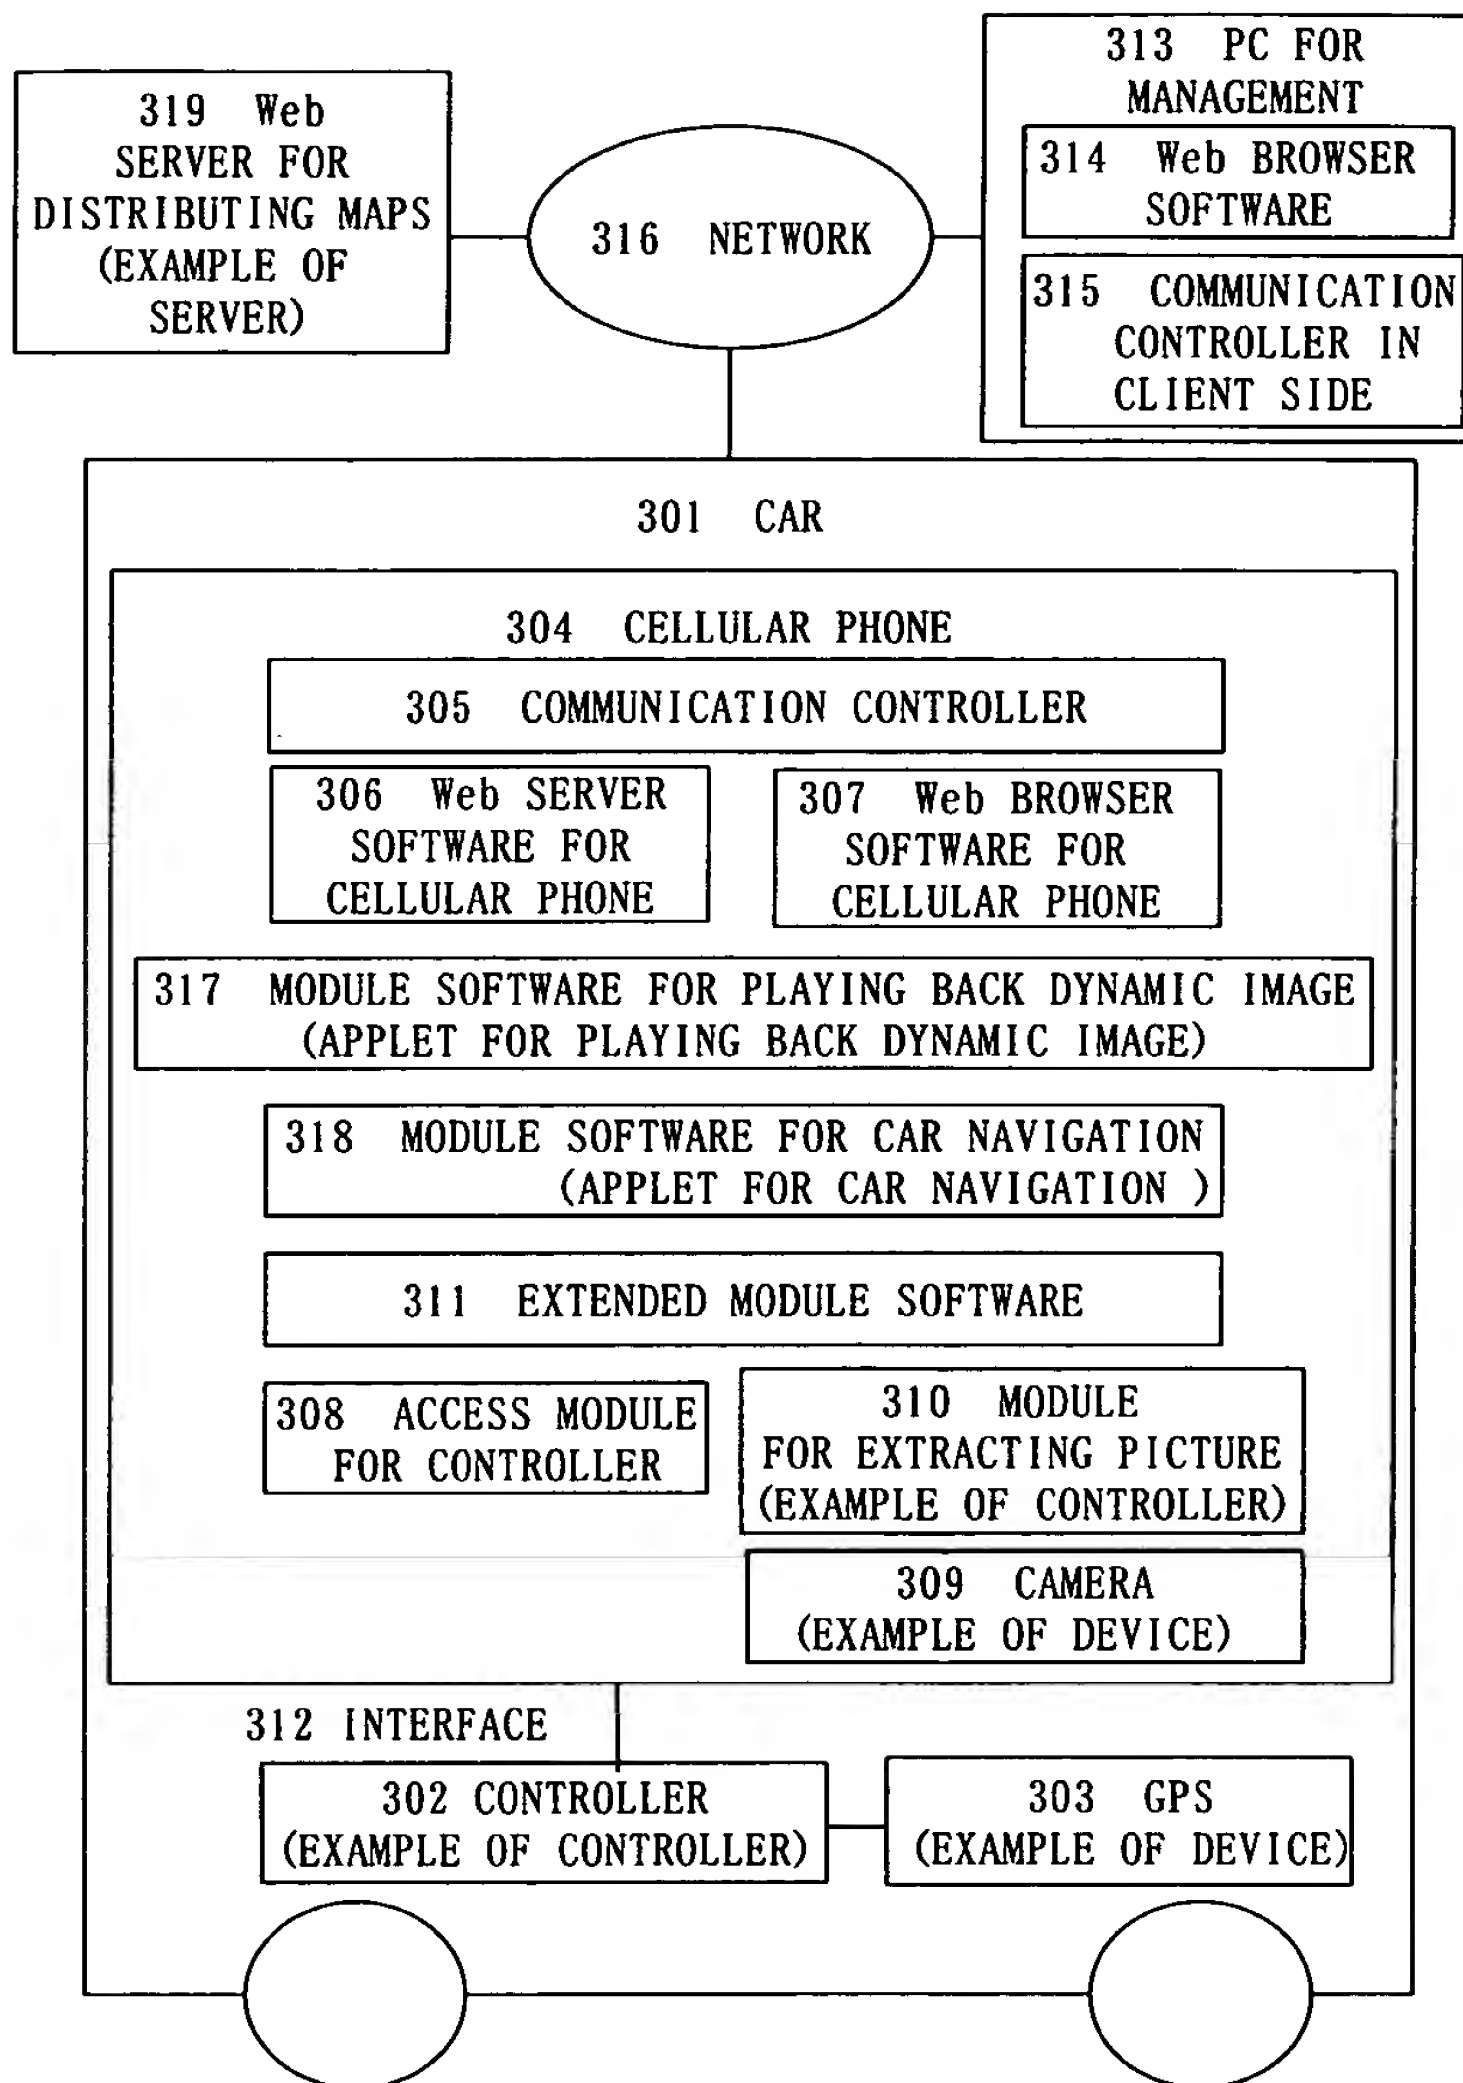 319 Web
SERVER FOR
DISTRIBUTING MAPS
(EXAMPLE OF
SERVER)
316 NETWORK
313 PC FOR
MANAGEMENT
314 Web BROWSER
SOFTWARE
315 COMMUNICATION
CONTROLLER IN
CLIENT SIDE
301 CAR
304 CELLULAR PHONE
305 COMMUNICATION CONTROLLER
306 Web SERVER
SOFTWARE FOR
CELLULAR PHONE
307 Web BROWSER
SOFTWARE FOR
CELLULAR PHONE
317 MODULE SOFTWARE FOR PLAYING BACK DYNAMIC IMAGE
(APPLET FOR PLAYING BACK DYNAMIC IMAGE)
318 MODULE SOFTWARE FOR CAR NAVIGATION
(APPLET FOR CAR NAVIGATION )
311 EXTENDED MODULE SOFTWARE
308 ACCESS MODULE
FOR CONTROLLER
310 MODULE
FOR EXTRACTING PICTURE
(EXAMPLE OF CONTROLLER)
309 CAMERA
(EXAMPLE OF DEVICE)
312 INTERFACE
302 CONTROLLER
(EXAMPLE OF CONTROLLER)
303 GPS
(EXAMPLE OF DEVICE)